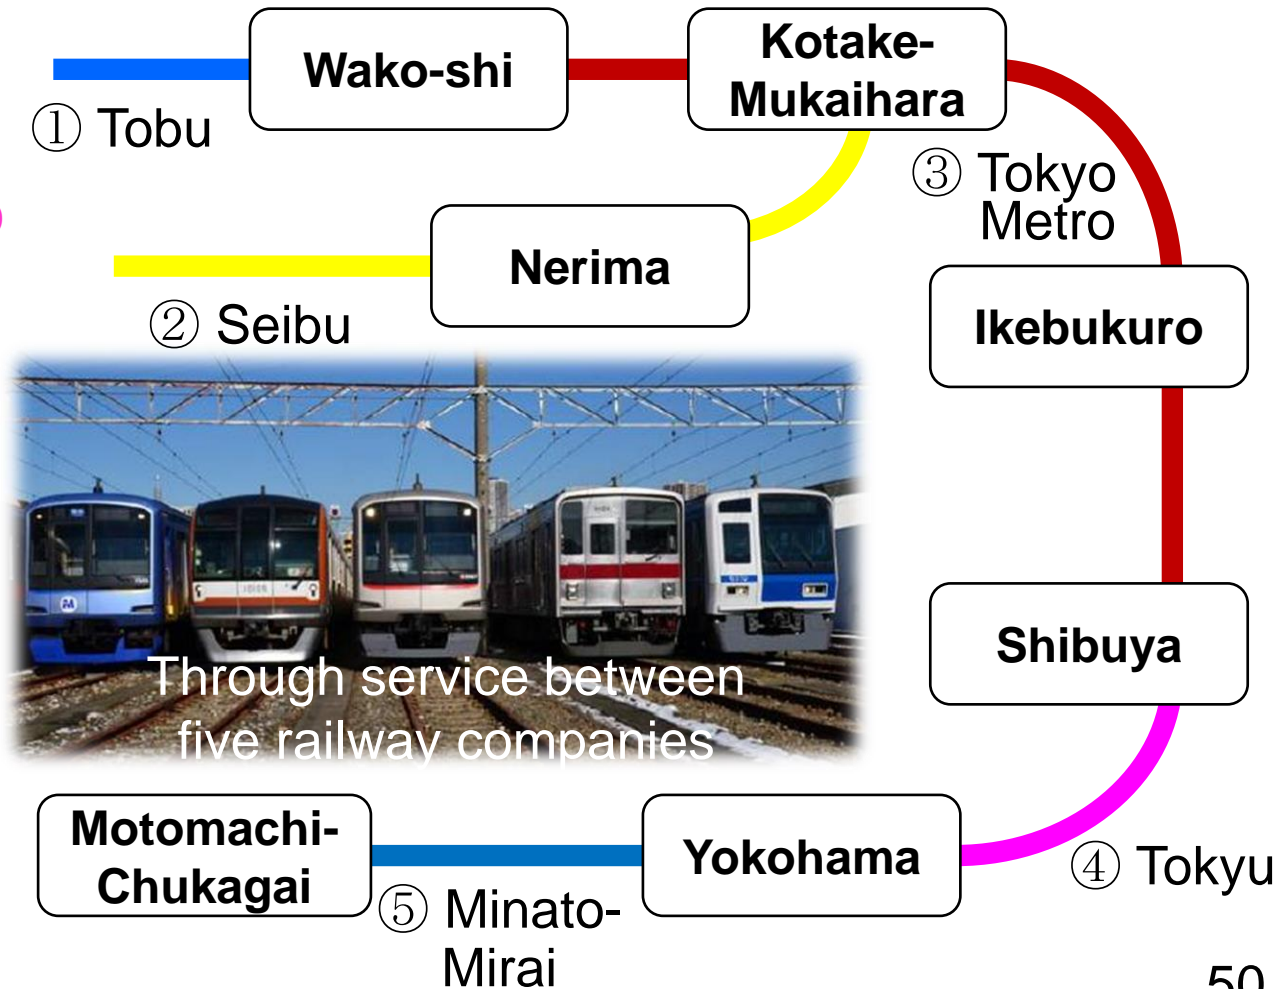 Wako-shi
Kotake-
Mukaihara
① Tobu
③ Tokyo
Metro
Nerima
② Seibu
Ikebukuro
Shibuya
Through service between
five railway companies
Motomachi-
Chukagai
Yokohama
④ Tokyu
⑤ Minato-
Mirai
50